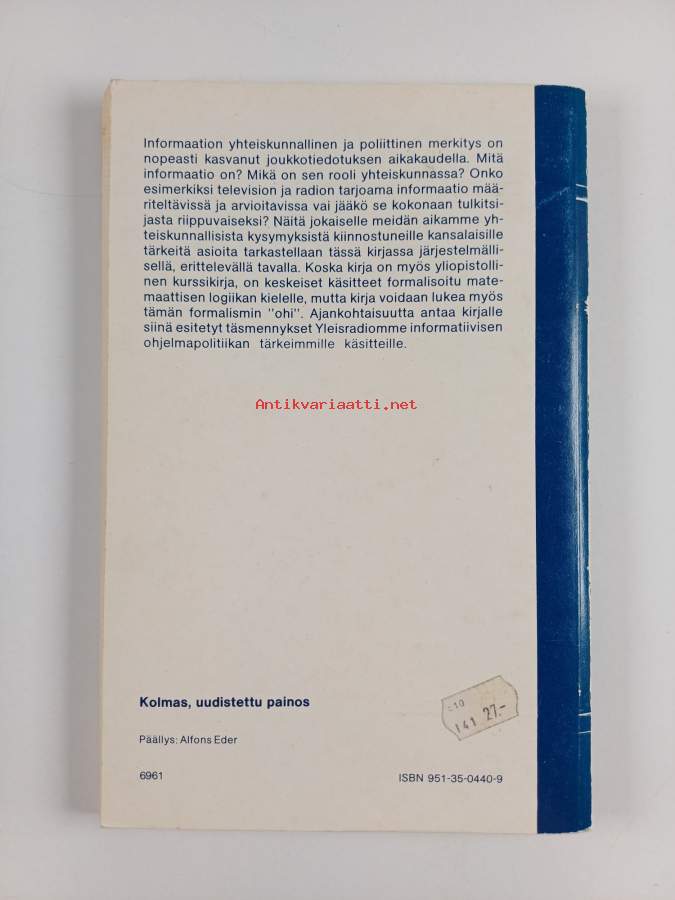 Informaation yhteiskunnallinen ja poliittinen merkitys on
nopeasti kasvanut joukkotiedotuksen aikakaudella. Mitä
informaatio on? Mikä on sen rooli yhteiskunnassa? Onko
esimerkiksi television ja radion tarjoama informaatio mää-
riteltävissä ja arvioitavissa vai jääkö se kokonaan tulkitsi-
jasta riippuvaiseksi? Näitä jokaiselle meidän aikamme yh-
teiskunnallisista kysymyksistä kiinnostuneille kansalaisille
tärkeitä asioita tarkastellaan tässä kirjassa järjestelmälli-
sellä, erittelevällä tavalla. Koska kirja on myös yliopistolli-
nen kurssikirja, on keskeiset käsitteet formalisoitu mate-
maattisen logiikan kielelle, mutta kirja voidaan lukea myös
tämän formalismin "ohi". Ajankohtaisuutta antaa kirjalle
siinä esitetyt täsmennykset Yleisradiomme informatiivisen
ohjelmapolitiikan tärkeimmille käsitteille.
Antikvariaatti.net
Kolmas, uudistettu painos
610
141 27.-
Päällys: Alfons Eder
6961
ISBN 951-35-0440-9